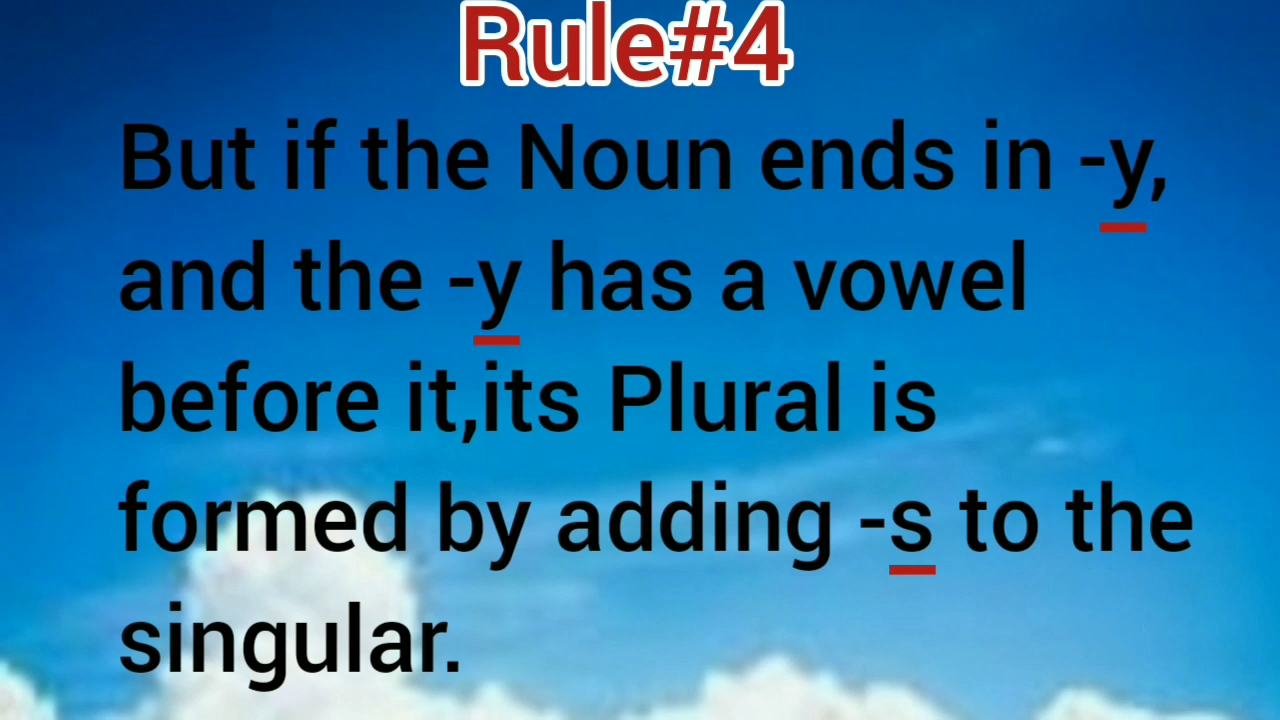 Rule#4
But if the Noun ends in -y,
and the -y has a vowel
before it,its Plural is
formed by adding -s to the
singular.